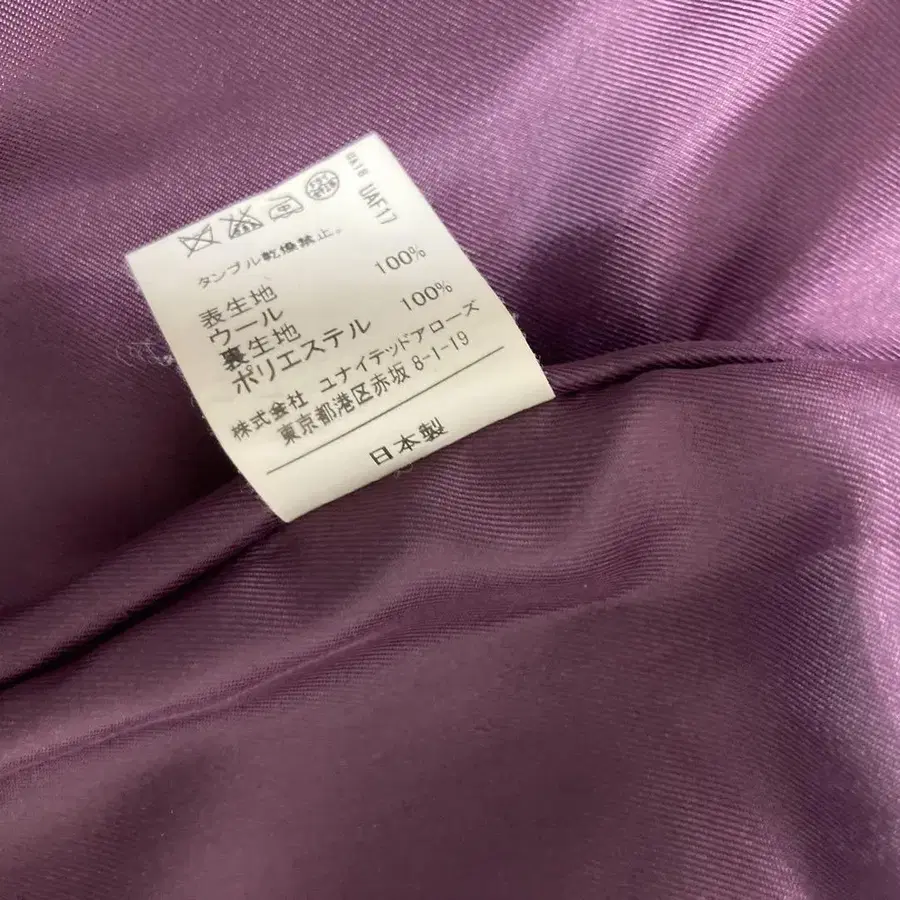 UAF17
タンブル乾燥禁止。
表生地
ウール 100%
裏生地
ポリエステル 100%
株式会社 ユナイテッドアローズ
東京都港区赤坂 8-1-19
日本製